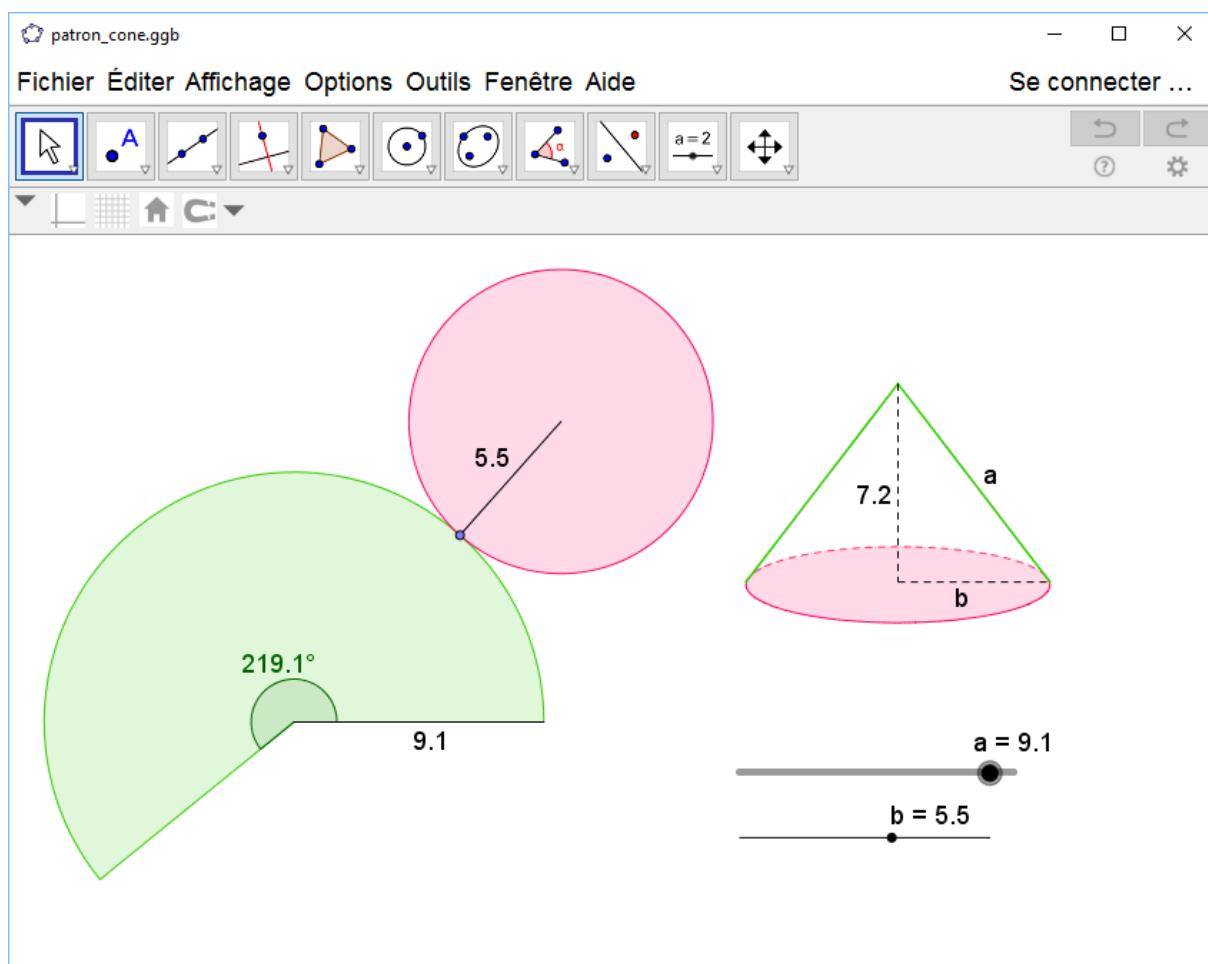 patron_cone.ggb
Fichier Éditer Affichage Options Outils Fenêtre Aide Se connecter ...
A α a = 2
5.5
7.2
a
b
219.1°
9.1
a = 9.1
b = 5.5